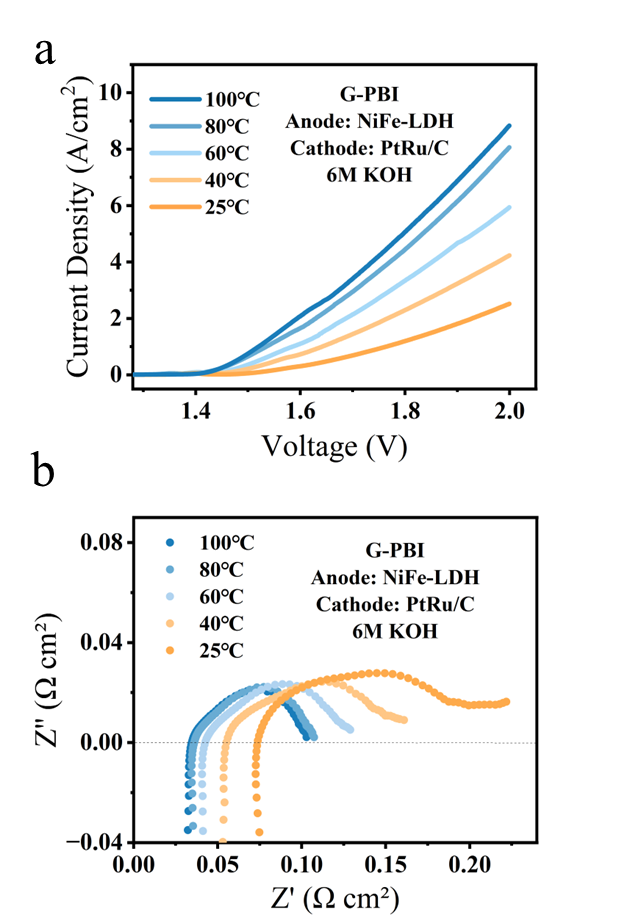 a
Current Density (A/cm²)
10
8
6
4
2
0
100℃
80℃
60℃
40℃
25℃
G-PBI
Anode: NiFe-LDH
Cathode: PtRu/C
6M KOH
1.4 1.6 1.8 2.0
Voltage (V)
b
Z'' (Ω cm²)
0.08
0.04
0.00
−0.04
100℃
80℃
60℃
40℃
25℃
G-PBI
Anode: NiFe-LDH
Cathode: PtRu/C
6M KOH
0.00 0.05 0.10 0.15 0.20
Z' (Ω cm²)